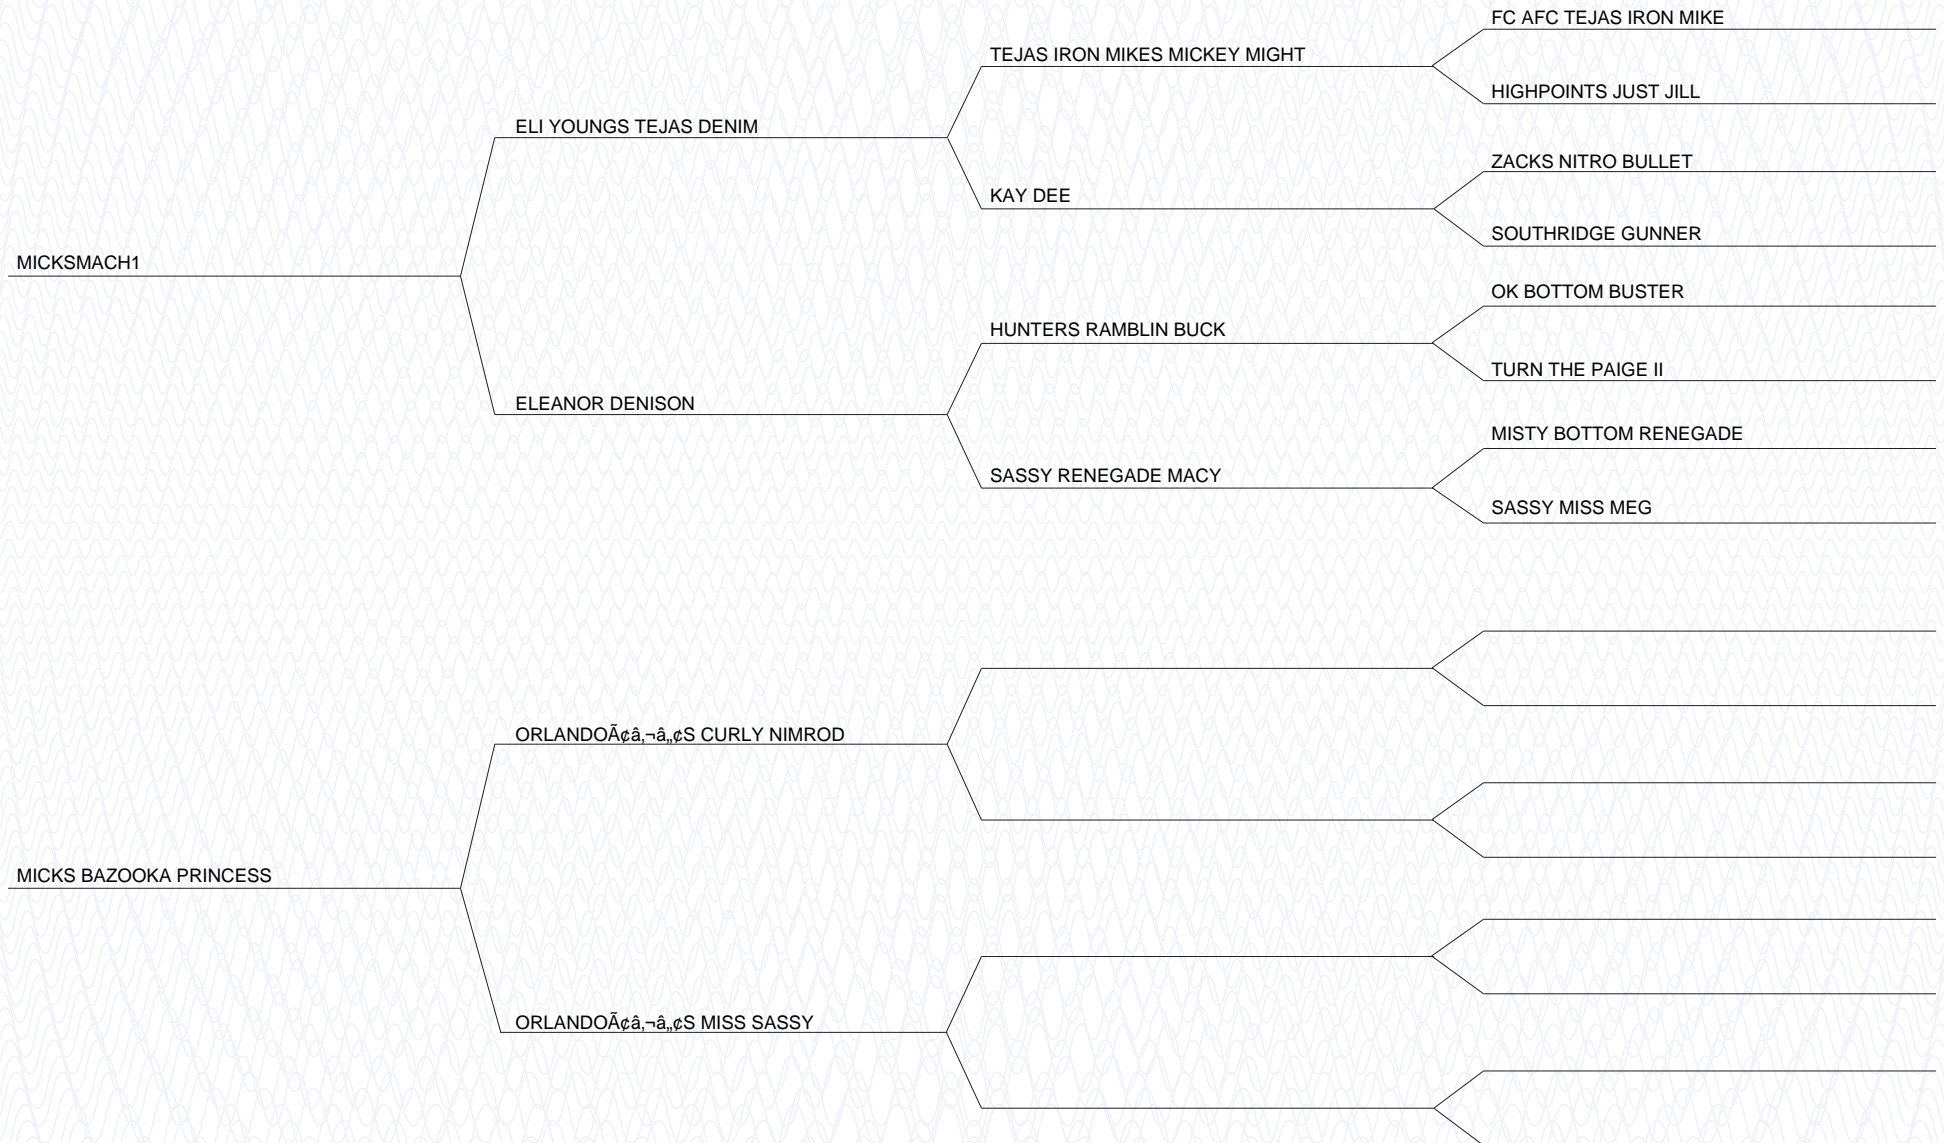 FC AFC TEJAS IRON MIKE
TEJAS IRON MIKES MICKEY MIGHT
HIGHPOINTS JUST JILL
ELI YOUNGS TEJAS DENIM
ZACKS NITRO BULLET
KAY DEE
SOUTHRIDGE GUNNER
MICKSMACH1
OK BOTTOM BUSTER
HUNTERS RAMBLIN BUCK
TURN THE PAIGE II
ELEANOR DENISON
MISTY BOTTOM RENEGADE
SASSY RENEGADE MACY
SASSY MISS MEG
ORLANDOÃ¢â‚¬â„¢S CURLY NIMROD
MICKS BAZOOKA PRINCESS
ORLANDOÃ¢â‚¬â„¢S MISS SASSY